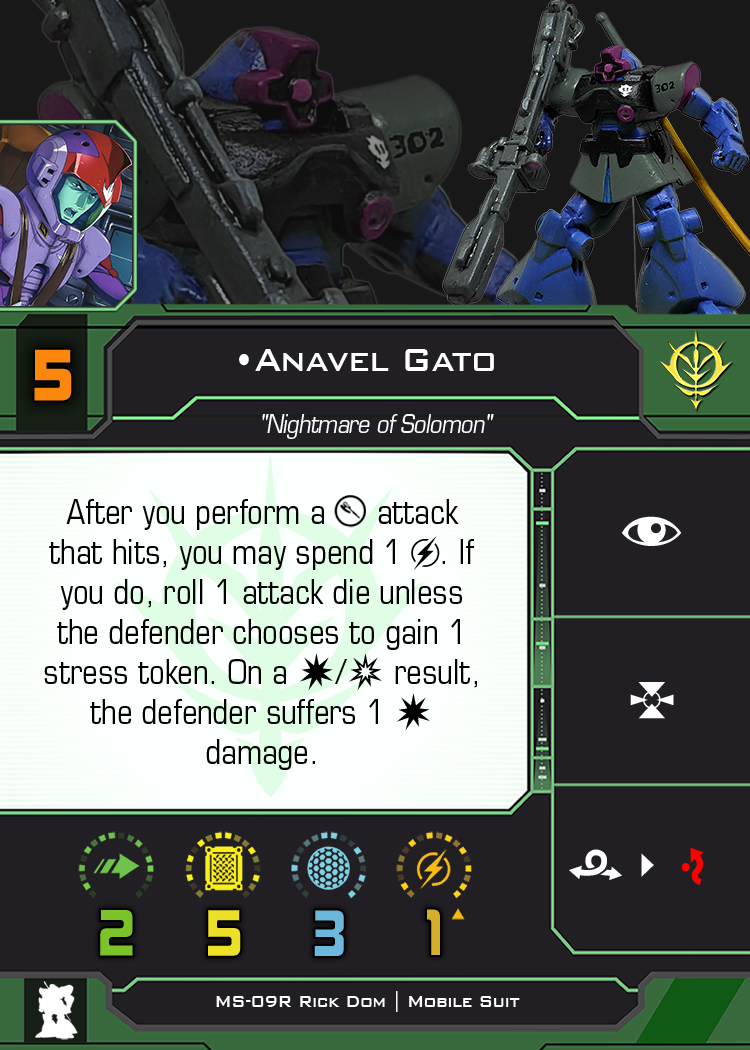 302
302
5
•Anavel Gato
"Nightmare of Solomon"
After you perform a attack
that hits, you may spend 1 . If
you do, roll 1 attack die unless
the defender chooses to gain 1
stress token. On a / result,
the defender suffers 1
damage.
2 5 3 1
MS-09R Rick Dom | Mobile Suit